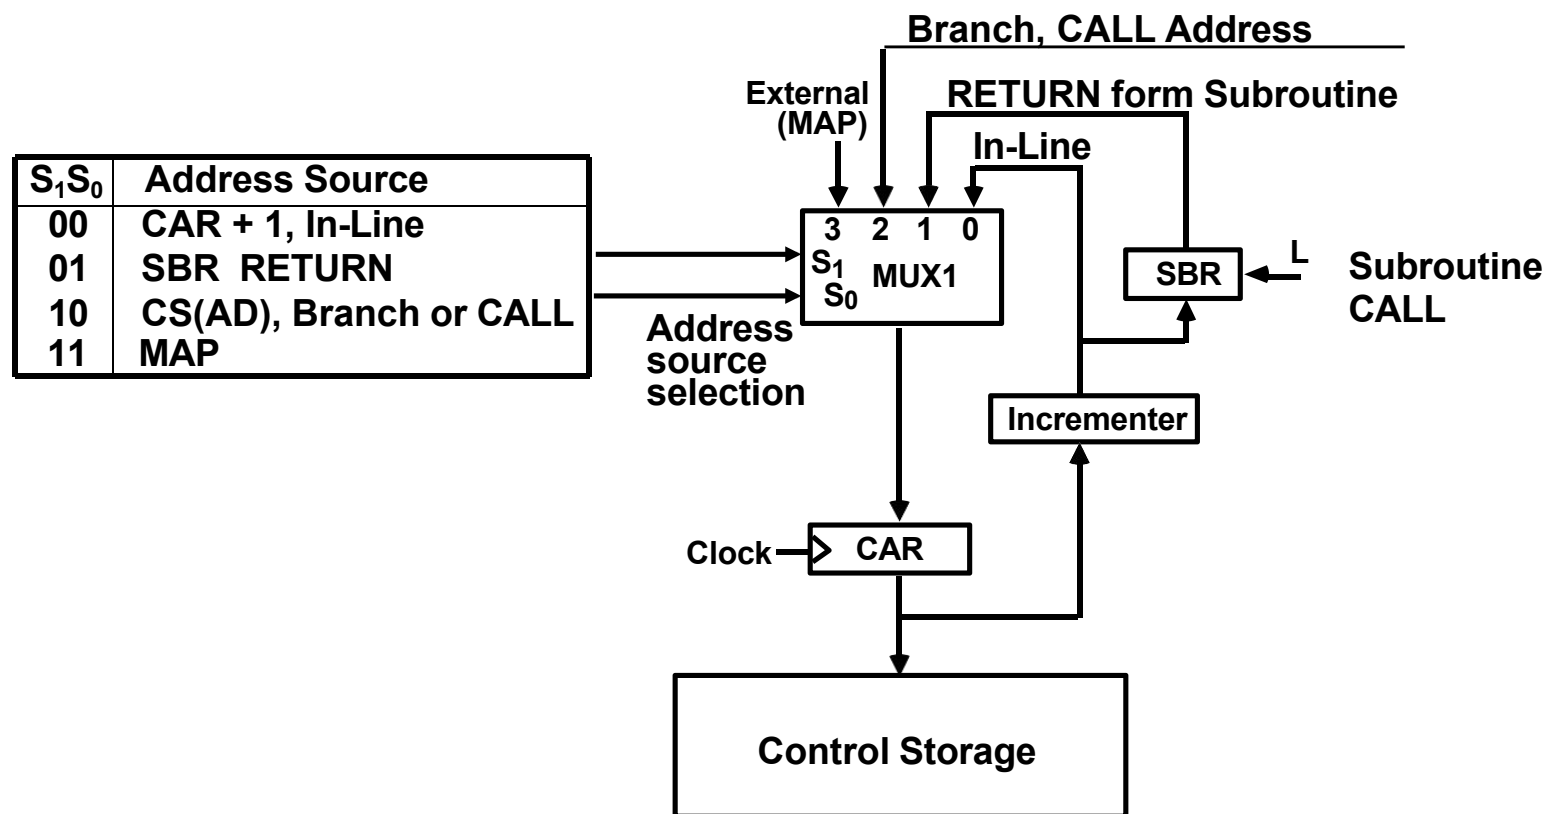 Branch, CALL Address
External
(MAP)
RETURN form Subroutine
In-Line
S₁S₀ Address Source
00 CAR + 1, In-Line
01 SBR RETURN
10 CS(AD), Branch or CALL
11 MAP
3 2 1 0
S₁
S₀
MUX1
Address
source
selection
SBR
L
Subroutine
CALL
Incrementer
Clock
CAR
Control Storage